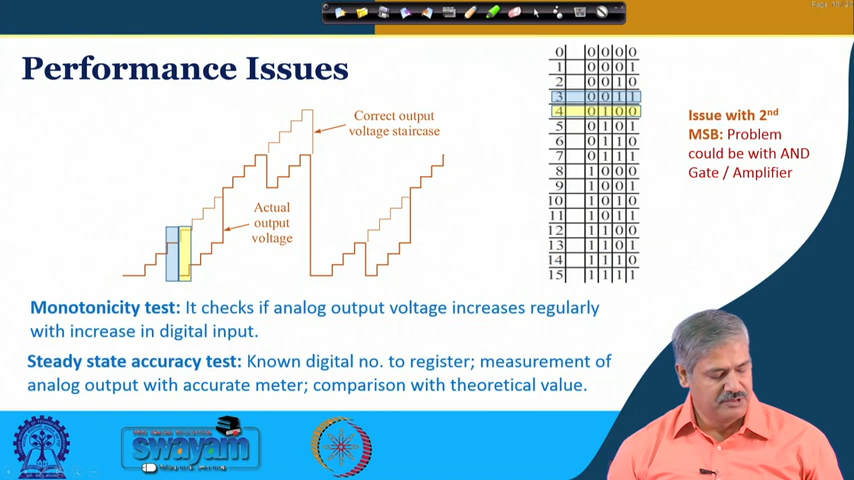 Performance Issues
Correct output
voltage staircase
Actual
output
voltage
0 0 0 0 0
1 0 0 0 1
2 0 0 1 0
3 0 0 1 1
4 0 1 0 0
5 0 1 0 1
6 0 1 1 0
7 0 1 1 1
8 1 0 0 0
9 1 0 0 1
10 1 0 1 0
11 1 0 1 1
12 1 1 0 0
13 1 1 0 1
14 1 1 1 0
15 1 1 1 1
Issue with 2nd
MSB: Problem
could be with AND
Gate / Amplifier
Monotonicity test: It checks if analog output voltage increases regularly
with increase in digital input.
Steady state accuracy test: Known digital no. to register; measurement of
analog output with accurate meter; comparison with theoretical value.
swayam